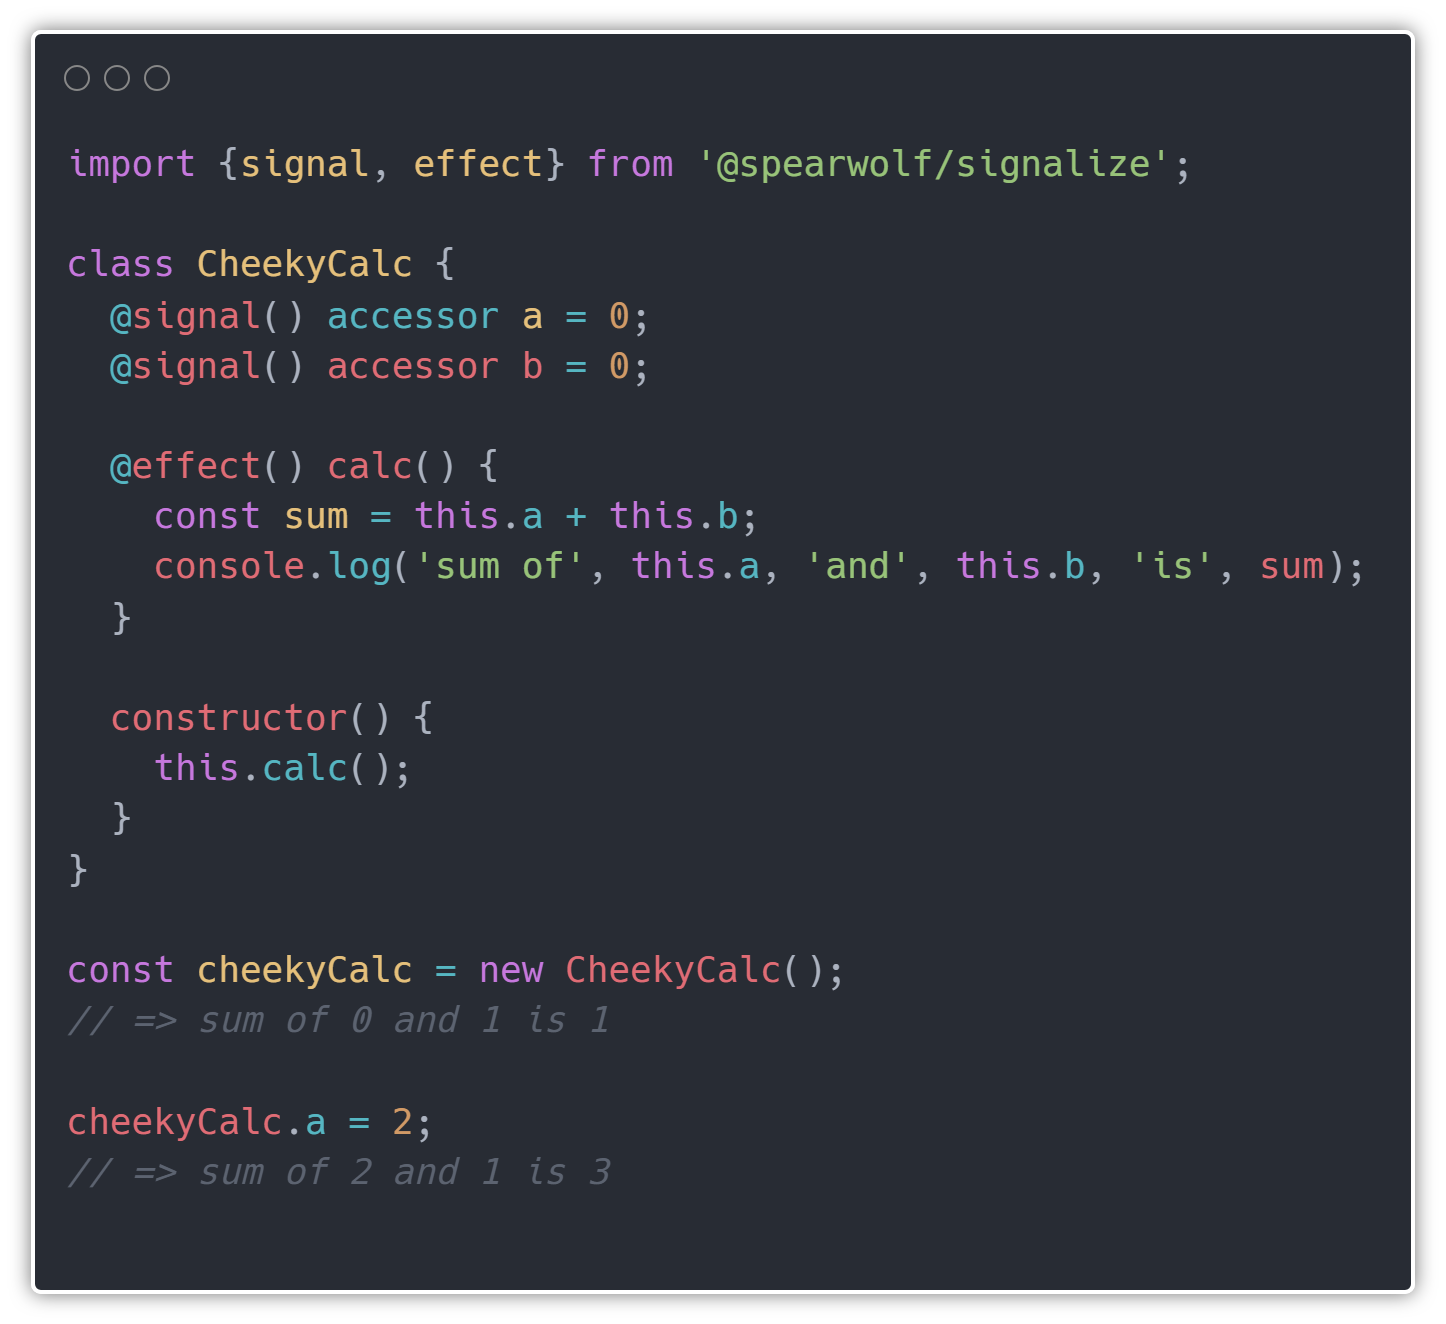 import {signal, effect} from '@spearwolf/signalize';
class CheekyCalc {
  @signal() accessor a = 0;
  @signal() accessor b = 0;
  @effect() calc() {
    const sum = this.a + this.b;
    console.log('sum of', this.a, 'and', this.b, 'is', sum);
  }
  constructor() {
    this.calc();
  }
}
const cheekyCalc = new CheekyCalc();
// => sum of 0 and 1 is 1
cheekyCalc.a = 2;
// => sum of 2 and 1 is 3